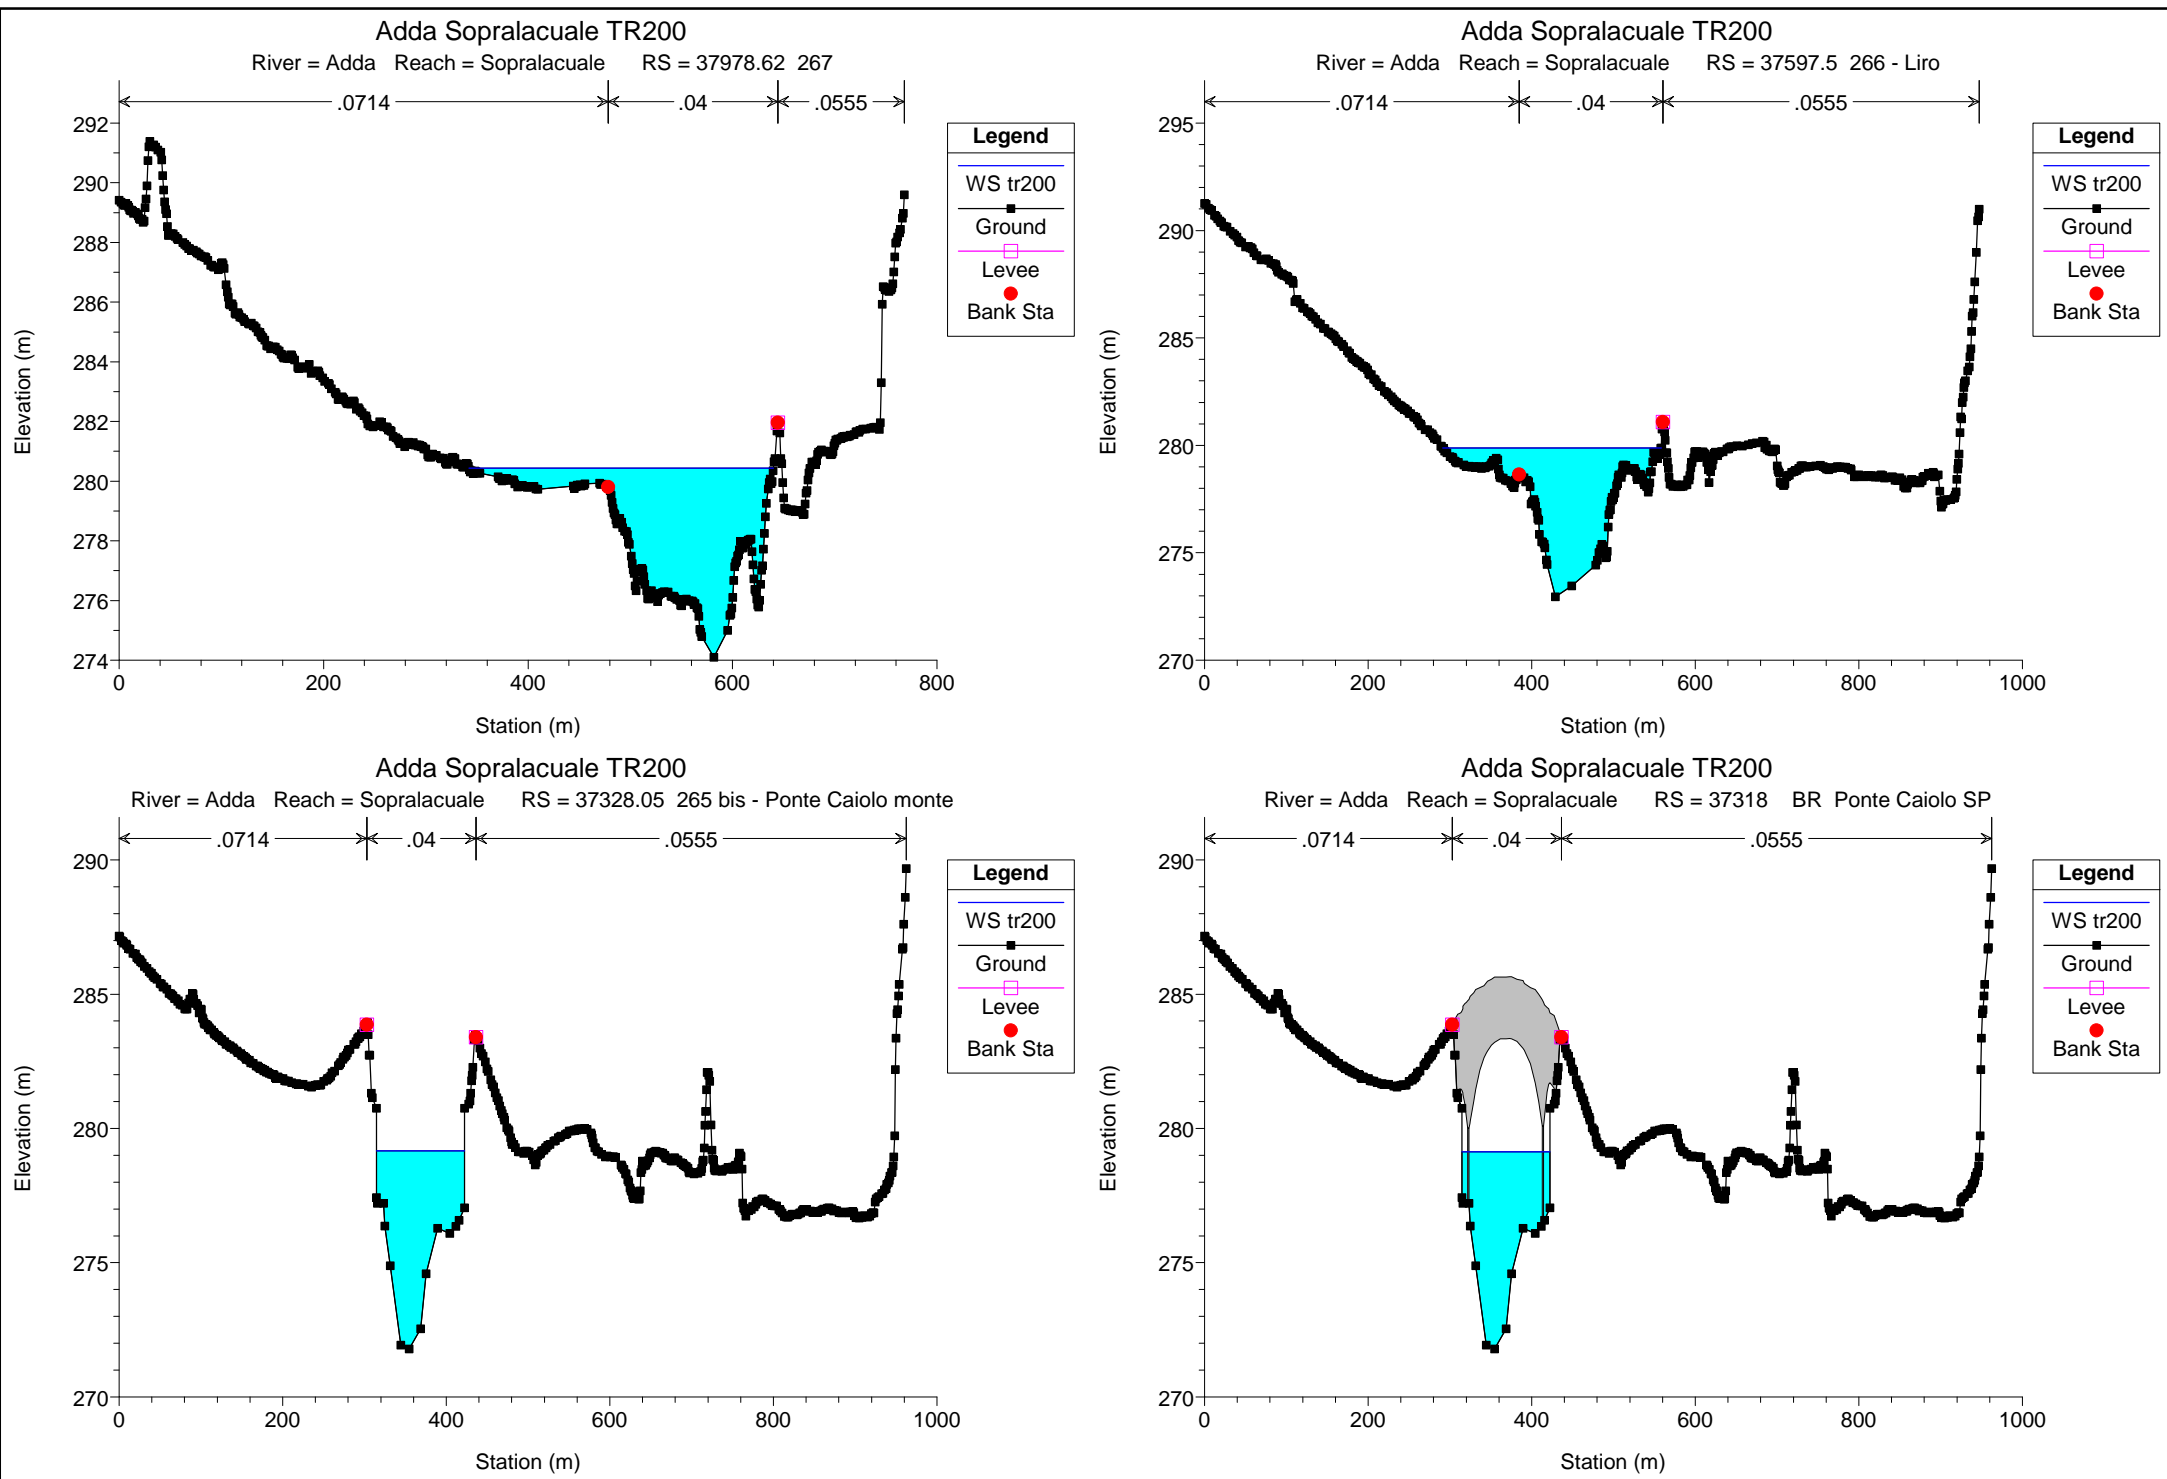 Adda Sopralacuale TR200
River = Adda Reach = Sopralacuale RS = 37978.62 267
.0714 .04 .0555
292
290
288
286
284
282
280
278
276
274
0 200 400 600 800
Elevation (m)
Station (m)
Legend
WS tr200
Ground
Levee
Bank Sta
Adda Sopralacuale TR200
River = Adda Reach = Sopralacuale RS = 37597.5 266 - Liro
.0714 .04 .0555
295
290
285
280
275
270
0 200 400 600 800 1000
Elevation (m)
Station (m)
Legend
WS tr200
Ground
Levee
Bank Sta
Adda Sopralacuale TR200
River = Adda Reach = Sopralacuale RS = 37328.05 265 bis - Ponte Caiolo monte
.0714 .04 .0555
290
285
280
275
270
0 200 400 600 800 1000
Elevation (m)
Station (m)
Legend
WS tr200
Ground
Levee
Bank Sta
Adda Sopralacuale TR200
River = Adda Reach = Sopralacuale RS = 37318 BR Ponte Caiolo SP
.0714 .04 .0555
290
285
280
275
270
0 200 400 600 800 1000
Elevation (m)
Station (m)
Legend
WS tr200
Ground
Levee
Bank Sta